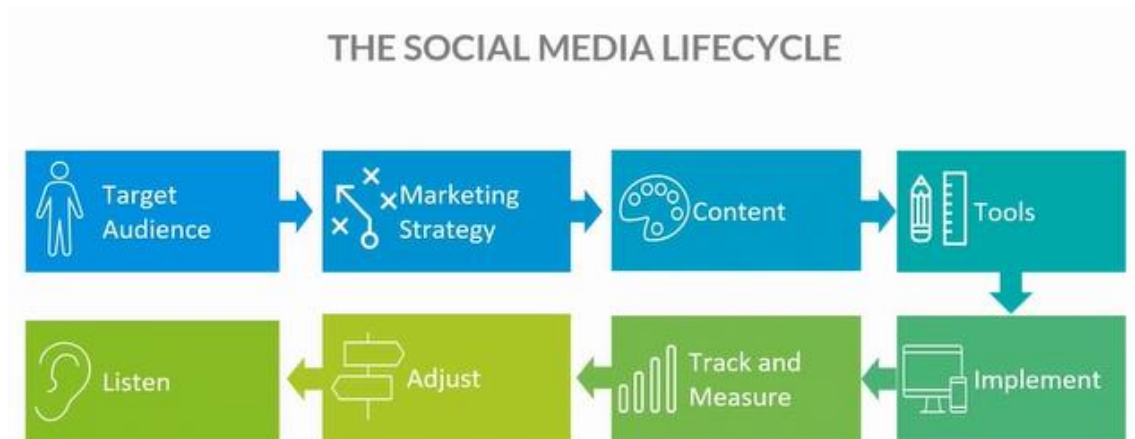 THE SOCIAL MEDIA LIFECYCLE
Target
Audience
Marketing
Strategy
Content
Tools
Listen
Adjust
Track and
Measure
Implement